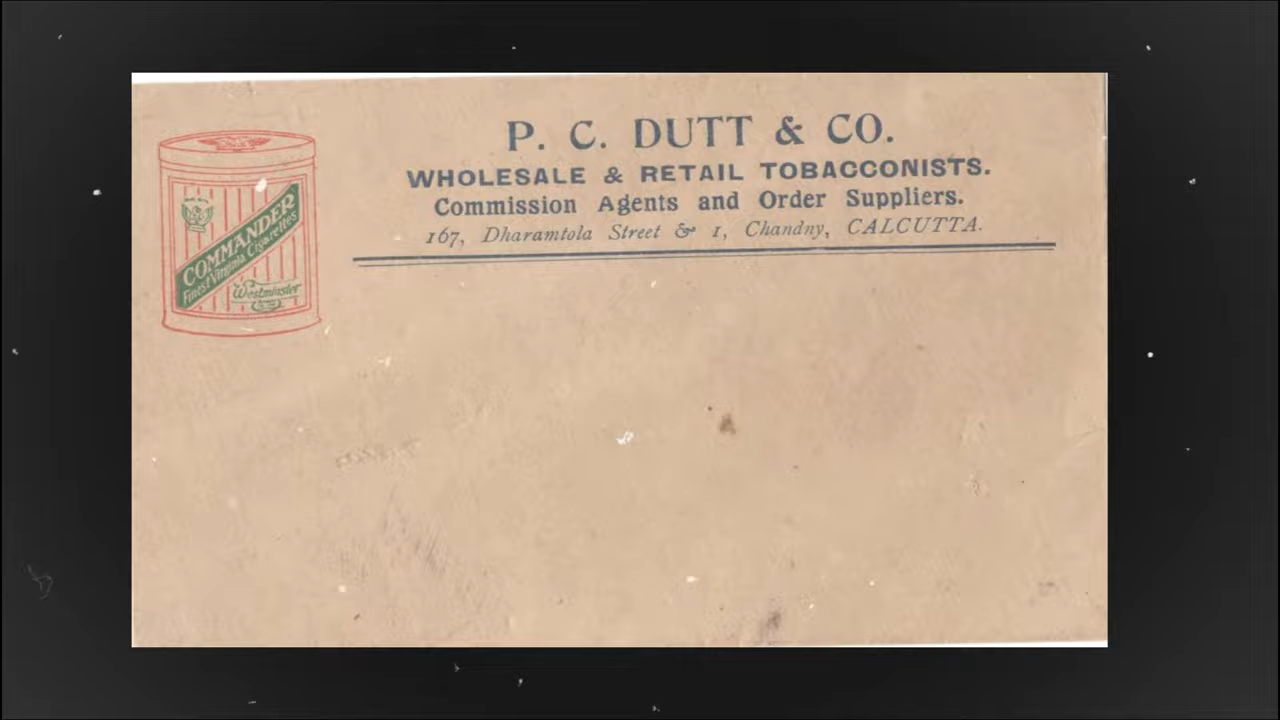 P. C. DUTT & CO.
WHOLESALE & RETAIL TOBACCONISTS.
Commission Agents and Order Suppliers.
167, Dharamtola Street & 1, Chandny, CALCUTTA.
COMMANDER
Finest Virginia Cigarettes
Westminster